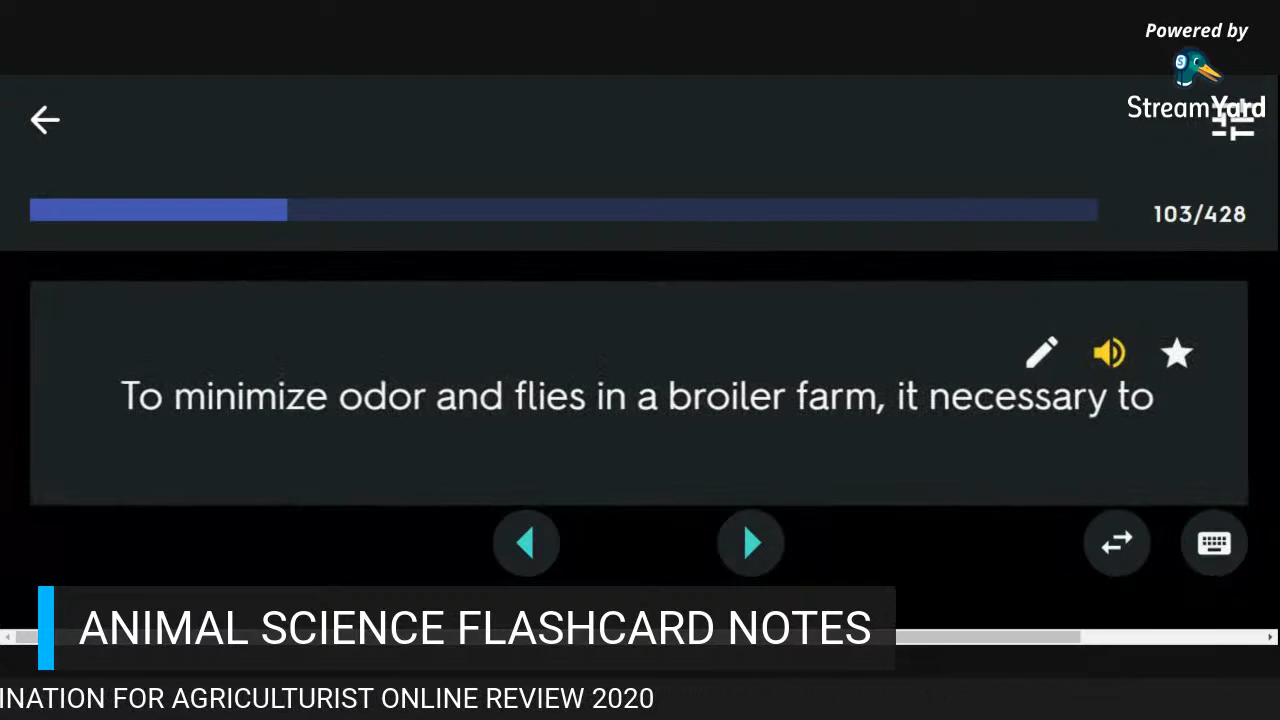 Powered by
StreamYard
103/428
To minimize odor and flies in a broiler farm, it necessary to
ANIMAL SCIENCE FLASHCARD NOTES
INATION FOR AGRICULTURIST ONLINE REVIEW 2020